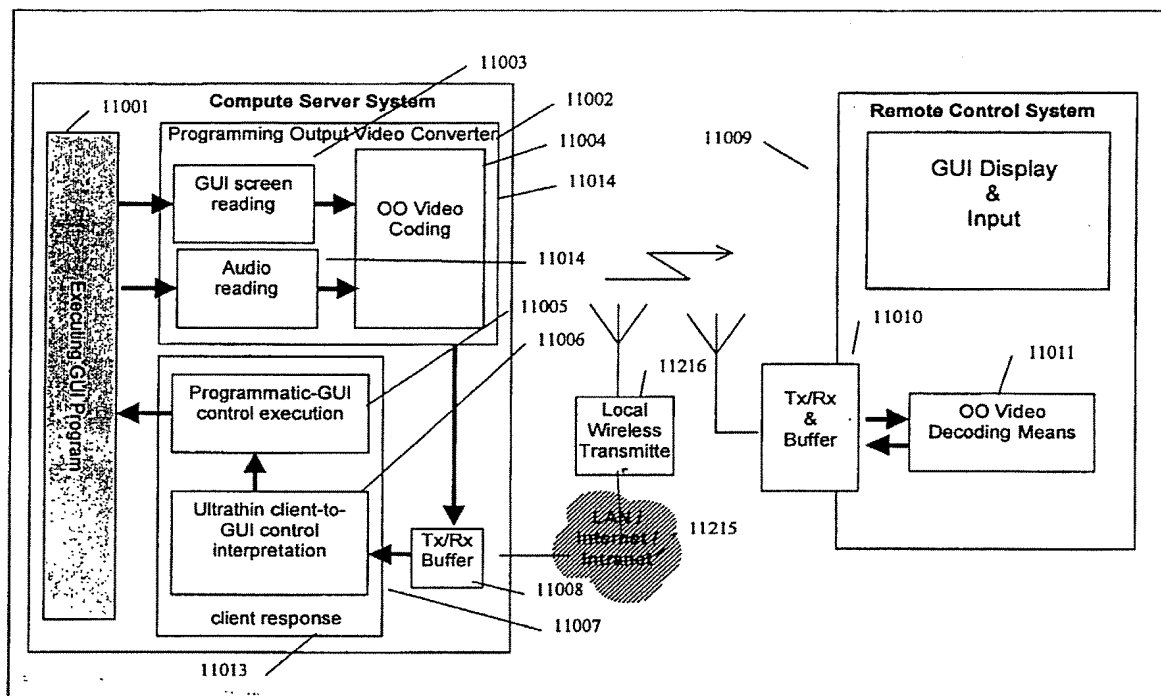 11003
11001
Compute Server System
11002
Remote Control System
Programming Output Video Converter
11004
11009
GUI screen
reading
11014
GUI Display
&
Input
OO Video
Coding
Audio
reading
11014
11005
11010
11006
11011
Executing GUI Program
Programmatic-GUI
control execution
11216
Tx/Rx
&
Buffer
OO Video
Decoding Means
Local
Wireless
Transmitte
r
Ultrathin client-to-
GUI control
interpretation
LAN /
Internet /
Intranet
11215
Tx/Rx
Buffer
11008
client response
11007
11013